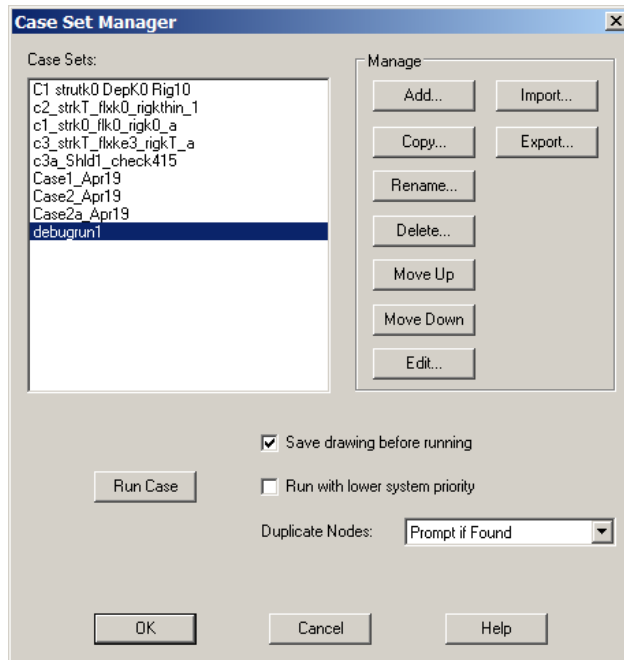 Case Set Manager
Case Sets:
C1 strutk0 DepK0 Rig10
c2_strkT_flxk0_rigkthin_1
c1_strk0_flk0_rigk0_a
c3_strkT_flxke3_rigkT_a
c3a_Shld1_check415
Case1_Apr19
Case2_Apr19
Case2a_Apr19
debugrun1
Manage
Add... Import...
Copy... Export...
Rename...
Delete...
Move Up
Move Down
Edit...
Save drawing before running
Run Case
Run with lower system priority
Duplicate Nodes: Prompt if Found
OK Cancel Help